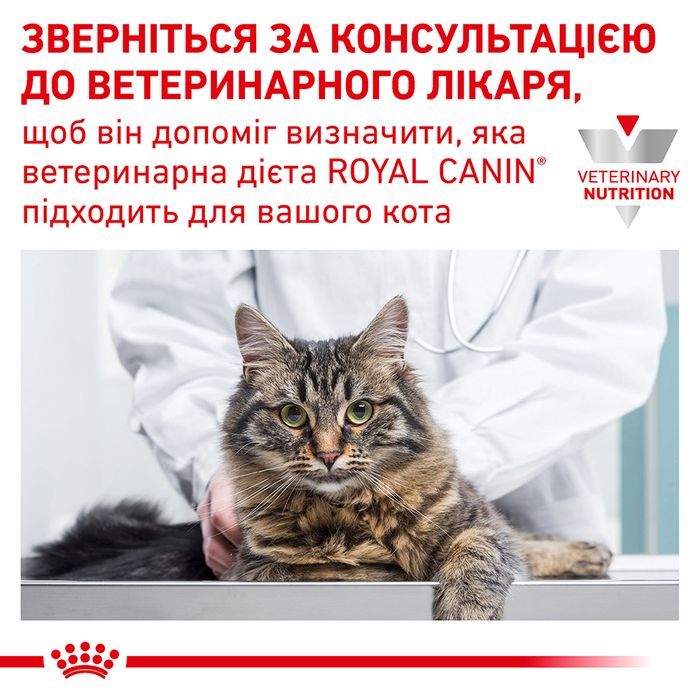 ЗВЕРНІТЬСЯ ЗА КОНСУЛЬТАЦІЄЮ
ДО ВЕТЕРИНАРНОГО ЛІКАРЯ,
щоб він допоміг визначити, яка
ветеринарна дієта ROYAL CANIN®
підходить для вашого кота
VETERINARY
NUTRITION